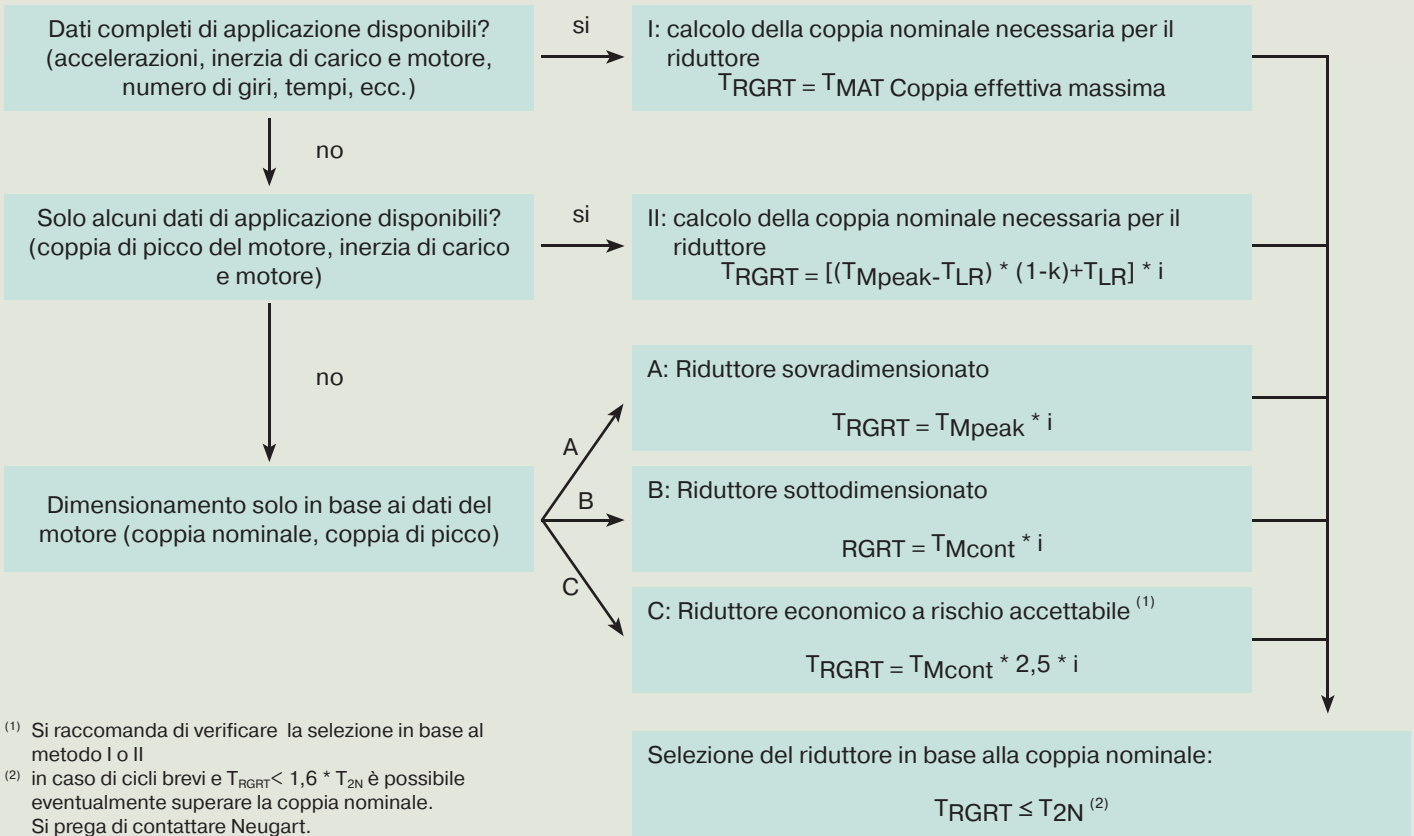 Dati completi di applicazione disponibili?
(accelerazioni, inerzia di carico e motore,
numero di giri, tempi, ecc.)
si
I: calcolo della coppia nominale necessaria per il
riduttore
TRGRT = TMAT Coppia effettiva massima
no
Solo alcuni dati di applicazione disponibili?
(coppia di picco del motore, inerzia di carico
e motore)
si
II: calcolo della coppia nominale necessaria per il
riduttore
TRGRT = [(TMpeak-TLR) * (1-k)+TLR] * i
no
A: Riduttore sovradimensionato
TRGRT = TMpeak * i
A
Dimensionamento solo in base ai dati del
motore (coppia nominale, coppia di picco)
B
B: Riduttore sottodimensionato
RGRT = TMcont * i
C
C: Riduttore economico a rischio accettabile (1)
TRGRT = TMcont * 2,5 * i
(1) Si raccomanda di verificare la selezione in base al
metodo I o II
(2) in caso di cicli brevi e TRGRT< 1,6 * T2N è possibile
eventualmente superare la coppia nominale.
Si prega di contattare Neugart.
Selezione del riduttore in base alla coppia nominale:
TRGRT ≤ T2N (2)